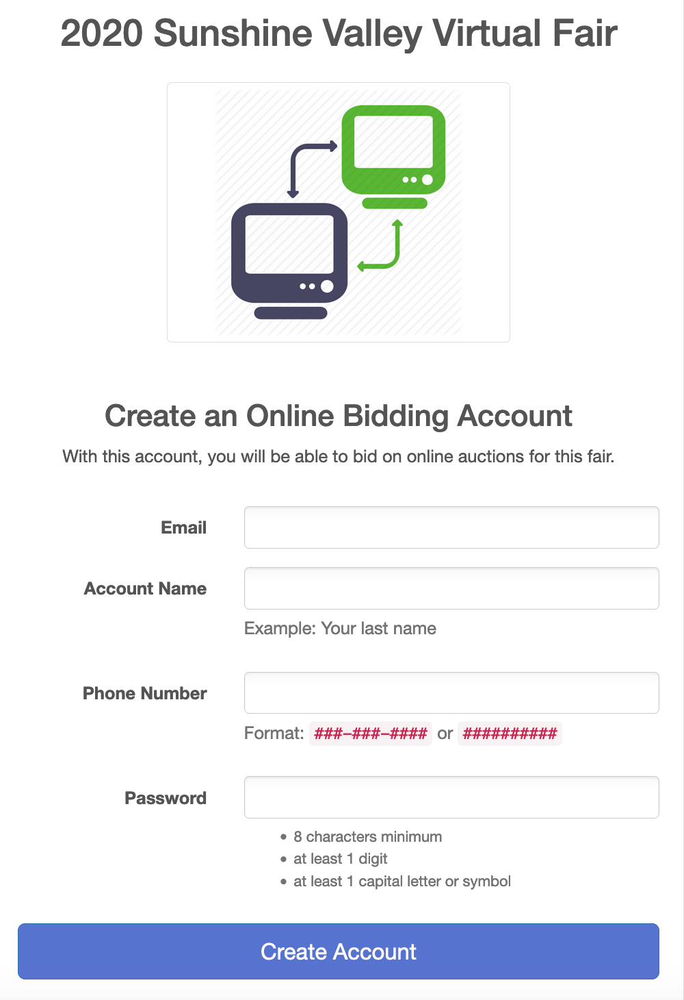 2020 Sunshine Valley Virtual Fair
Create an Online Bidding Account
With this account, you will be able to bid on online auctions for this fair.
Email
Account Name
Example: Your last name
Phone Number
Format: ###-###-#### or ##########
Password
• 8 characters minimum
• at least 1 digit
• at least 1 capital letter or symbol
Create Account